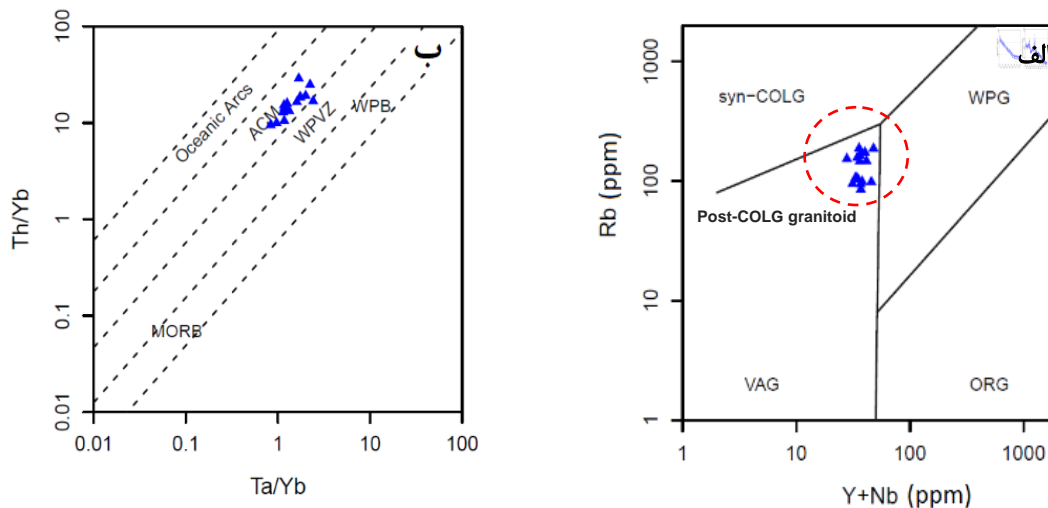 ب
100
10
1
0.1
0.01
Th/Yb
Oceanic Arcs
ACM
WPVZ
WPB
MORB
0.01
0.1
1
10
100
Ta/Yb
الف
1000
100
10
1
Rb (ppm)
syn-COLG
WPG
Post-COLG granitoid
VAG
ORG
1
10
100
1000
Y+Nb (ppm)